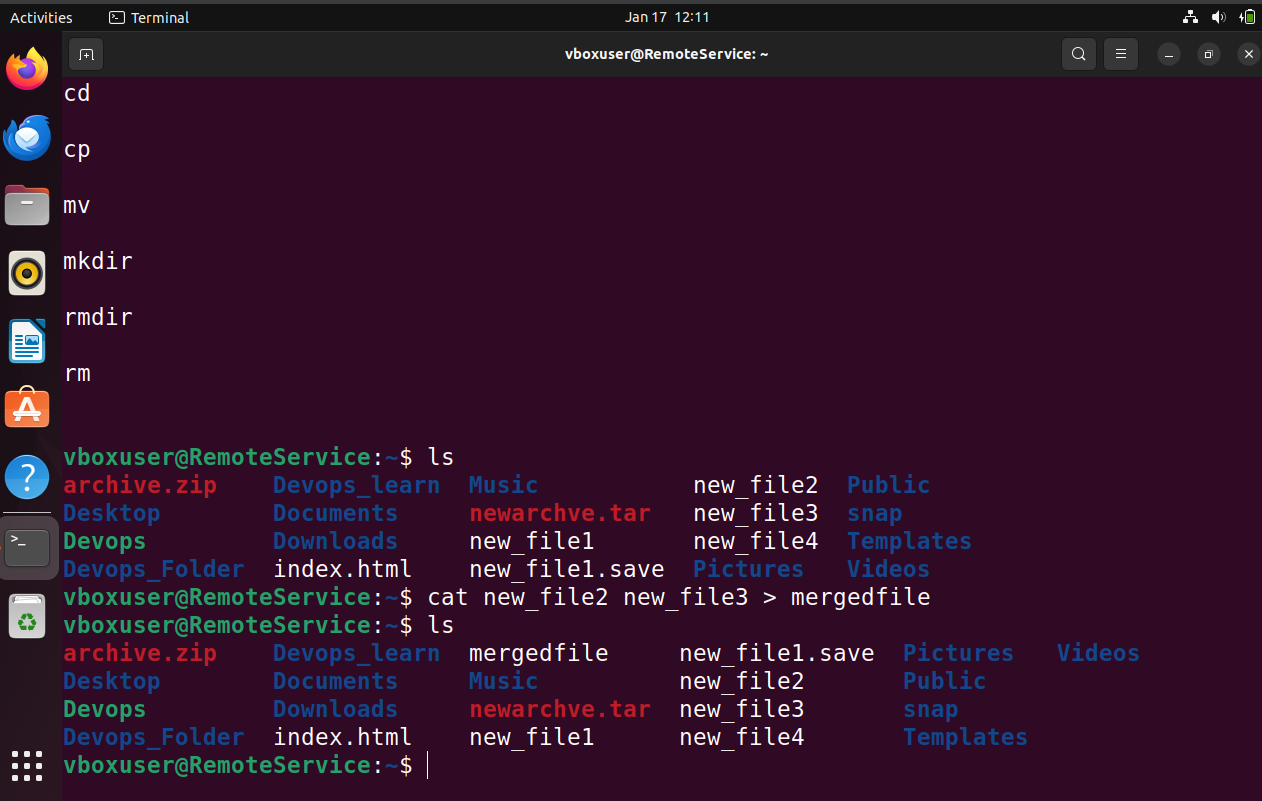 Activities Terminal Jan 17 12:11
vboxuser@RemoteService: ~
cd
cp
mv
mkdir
rmdir
rm
vboxuser@RemoteService:~$ ls
archive.zip Devops_learn Music new_file2 Public
Desktop Documents newarchve.tar new_file3 snap
Devops Downloads new_file1 new_file4 Templates
Devops_Folder index.html new_file1.save Pictures Videos
vboxuser@RemoteService:~$ cat new_file2 new_file3 > mergedfile
vboxuser@RemoteService:~$ ls
archive.zip Devops_learn mergedfile new_file1.save Pictures Videos
Desktop Documents Music new_file2 Public
Devops Downloads newarchve.tar new_file3 snap
Devops_Folder index.html new_file1 new_file4 Templates
vboxuser@RemoteService:~$